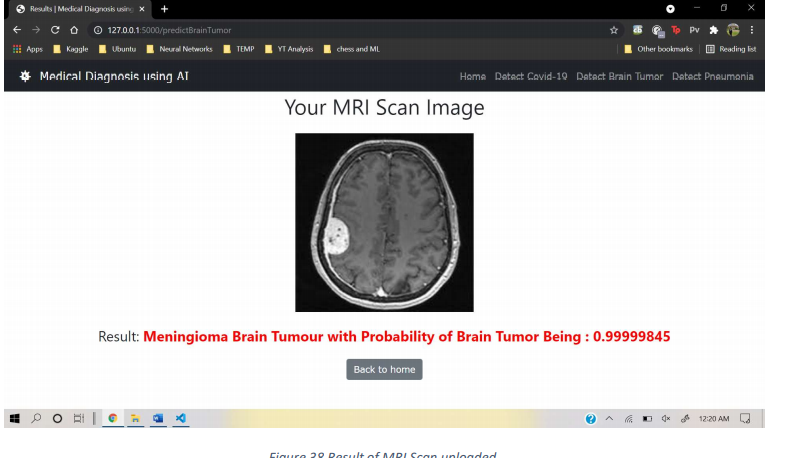 Results | Medical Diagnosis using
127.0.0.1:5000/predictBrainTumor
Tp Pv
Apps Kaggle Ubuntu Neural Networks TEMP YT Analysis chess and ML Other bookmarks Reading list
Medical Diagnosis using AI Home Detect Covid-19 Detect Brain Tumor Detect Pneumonia
Your MRI Scan Image
Result: Meningioma Brain Tumour with Probability of Brain Tumor Being : 0.99999845
Back to home
12:20 AM
Figure 38 Result of MRI Scan uploaded